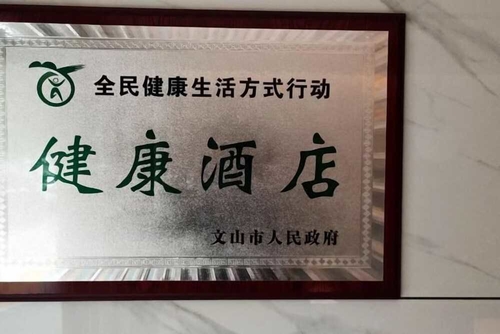 全民健康生活方式行动
健康酒店
文山市人民政府